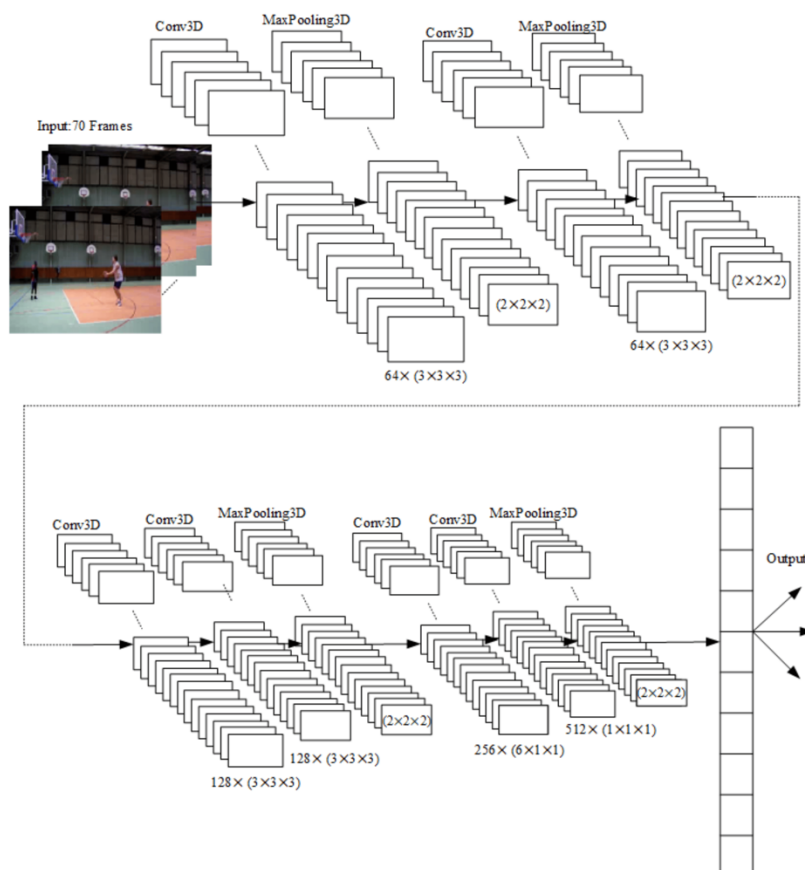 Conv3D
MaxPooling3D
Conv3D
MaxPooling3D
Input:70 Frames
(2×2×2)
64× (3×3×3)
(2×2×2)
64× (3×3×3)
Conv3D
Conv3D
MaxPooling3D
Conv3D
Conv3D
MaxPooling3D
Output
(2×2×2)
128× (3×3×3)
128× (3×3×3)
(2×2×2)
512× (1×1×1)
256× (6×1×1)